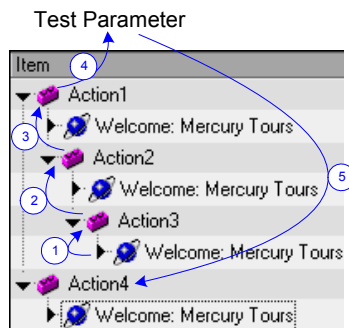 Test Parameter
Item
4
Action1
Welcome: Mercury Tours
3
Action2
Welcome: Mercury Tours
2
5
Action3
1
Welcome: Mercury Tours
Action4
Welcome: Mercury Tours